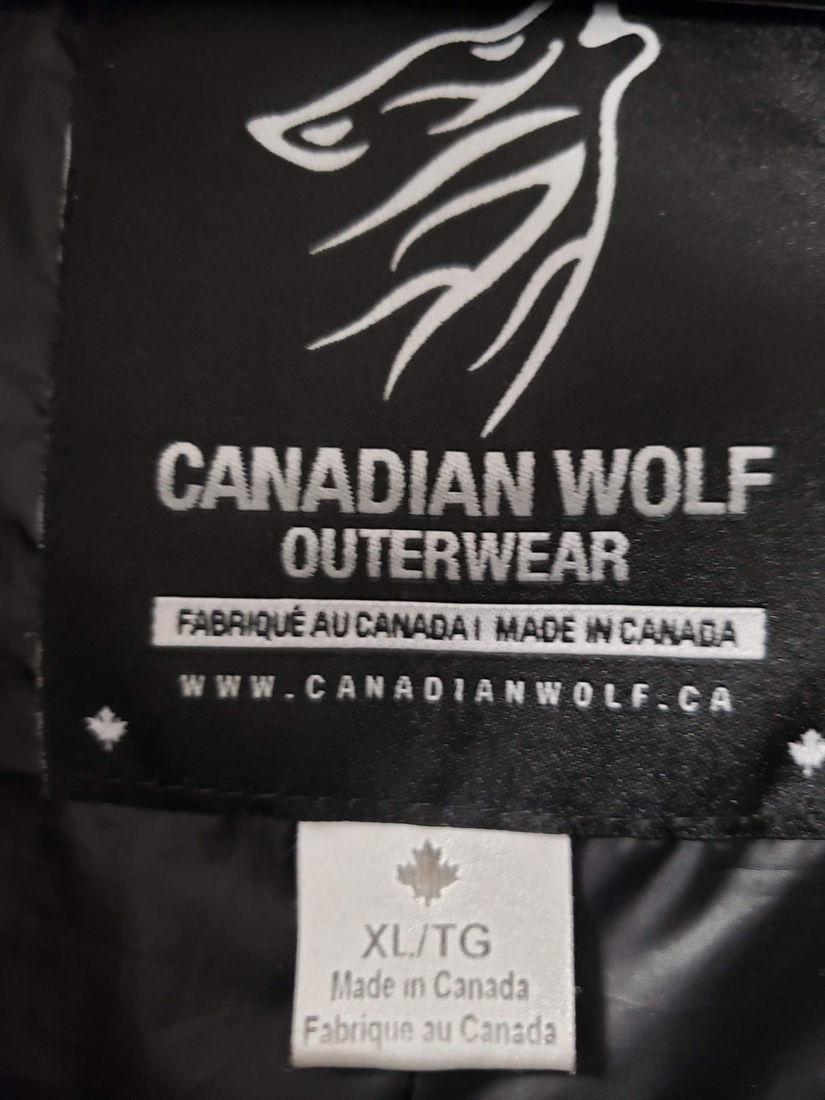 CANADIAN WOLF
OUTERWEAR
FABRIQUÉ AU CANADA | MADE IN CANADA
WWW.CANADIANWOLF.CA
XL/TG
Made in Canada
Fabrique au Canada